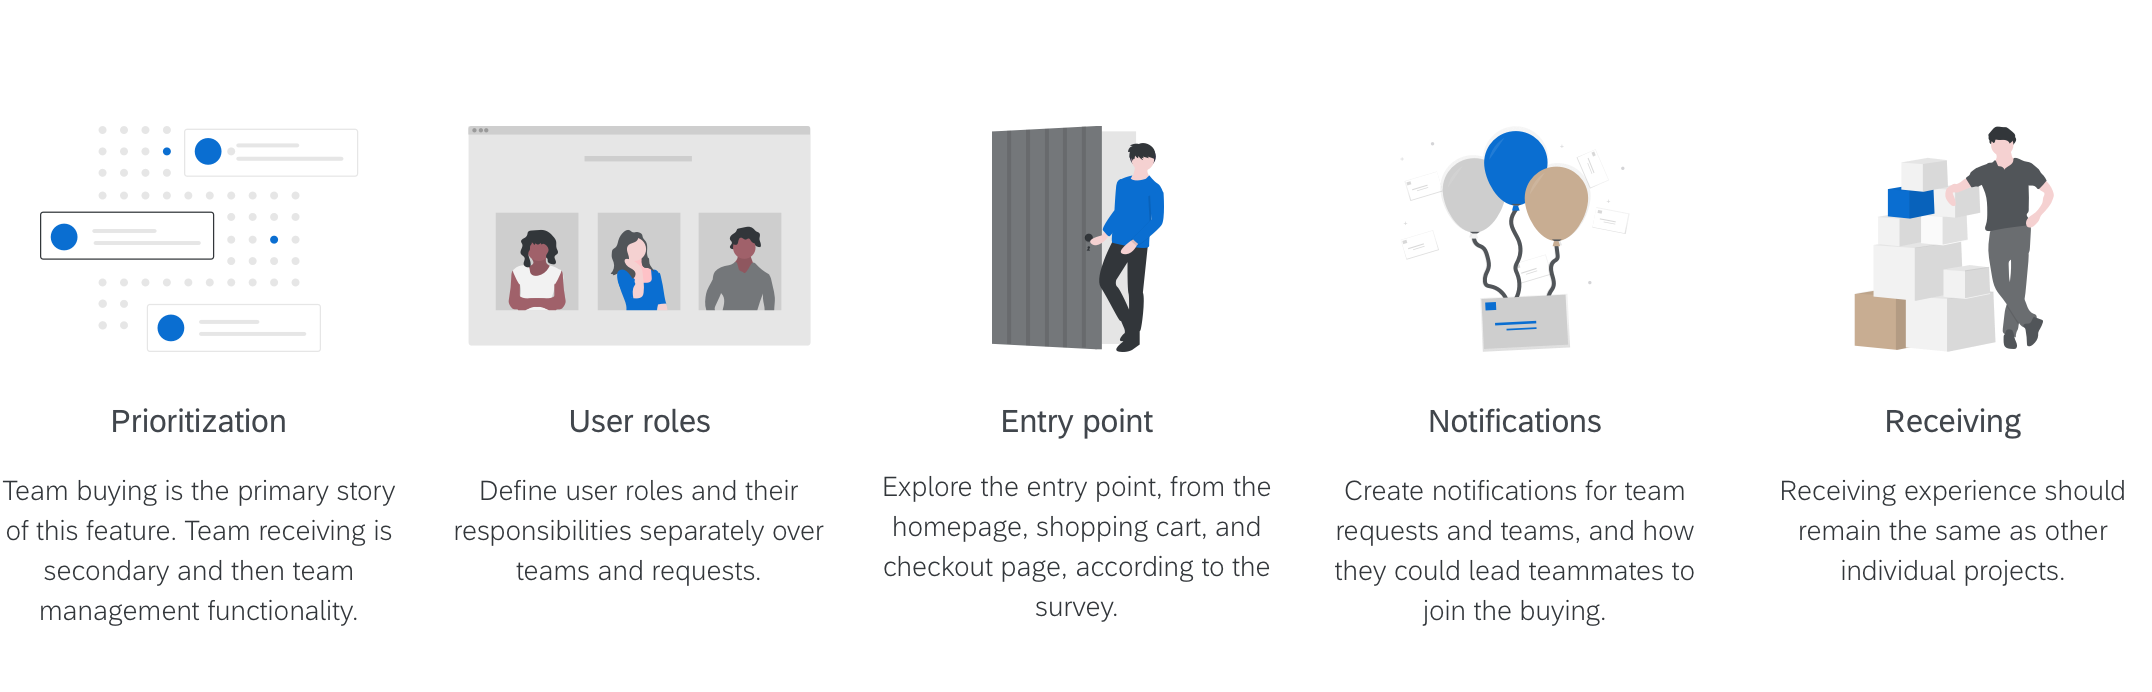 Prioritization
Team buying is the primary story
of this feature. Team receiving is
secondary and then team
management functionality.
User roles
Define user roles and their
responsibilities separately over
teams and requests.
Entry point
Explore the entry point, from the
homepage, shopping cart, and
checkout page, according to the
survey.
Notifications
Create notifications for team
requests and teams, and how
they could lead teammates to
join the buying.
Receiving
Receiving experience should
remain the same as other
individual projects.